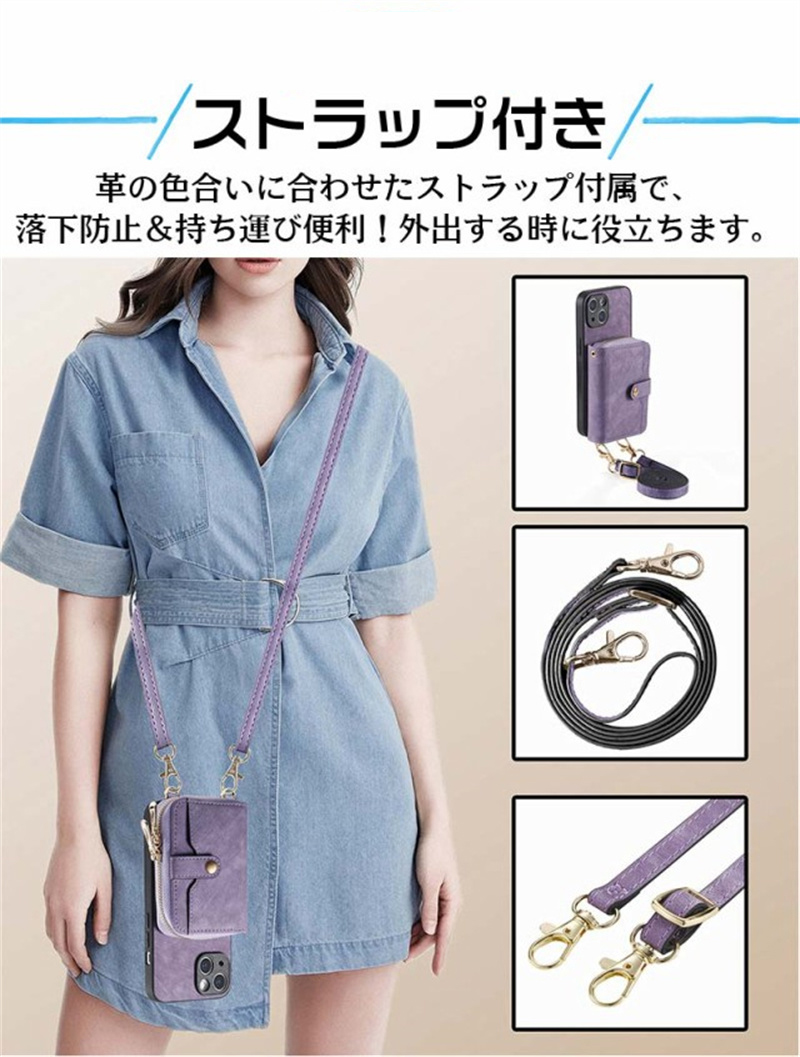 ストラップ付き
革の色合いに合わせたストラップ付属で、
落下防止＆持ち運び便利！外出する時に役立ちます。